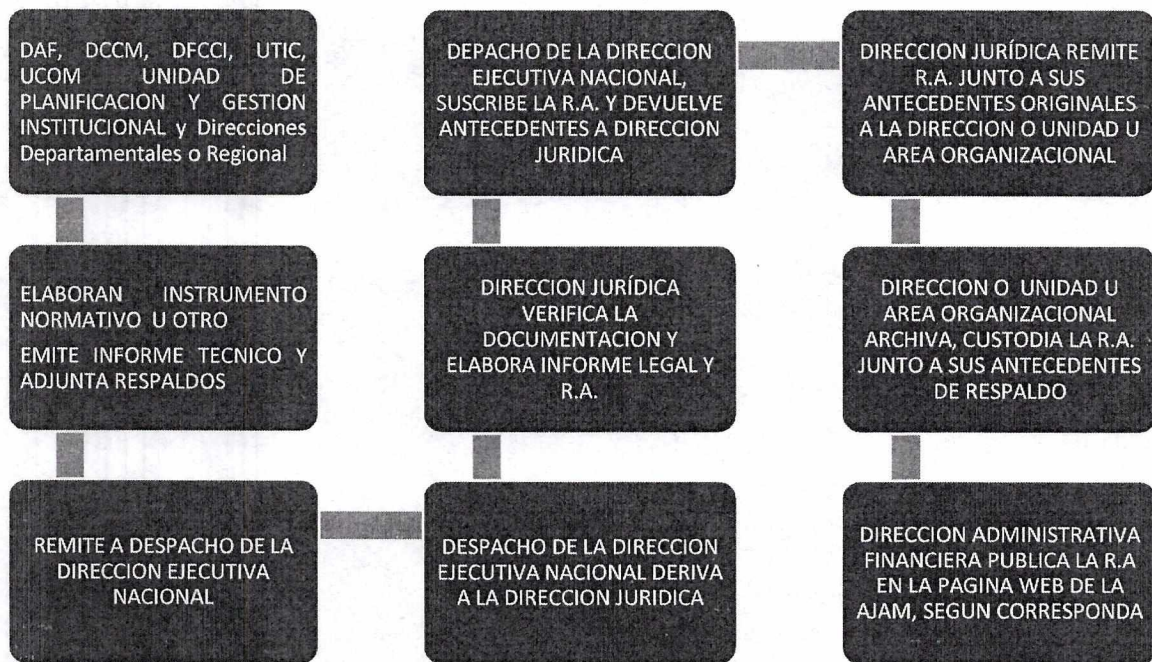 DAF, DCCM, DFCCI, UTIC,
UCOM UNIDAD DE
PLANIFICACION Y GESTION
INSTITUCIONAL y Direcciones
Departamentales o Regional
ELABORAN INSTRUMENTO
NORMATIVO U OTRO
EMITE INFORME TECNICO Y
ADJUNTA RESPALDOS
REMITE A DESPACHO DE LA
DIRECCION EJECUTIVA
NACIONAL
DESPACHO DE LA DIRECCION
EJECUTIVA NACIONAL DERIVA
A LA DIRECCION JURIDICA
DIRECCION JURÍDICA
VERIFICA LA
DOCUMENTACION Y
ELABORA INFORME LEGAL Y
R.A.
DEPACHO DE LA DIRECCION
EJECUTIVA NACIONAL,
SUSCRIBE LA R.A. Y DEVUELVE
ANTECEDENTES A DIRECCION
JURIDICA
DIRECCION JURÍDICA REMITE
R.A. JUNTO A SUS
ANTECEDENTES ORIGINALES
A LA DIRECCION O UNIDAD U
AREA ORGANIZACIONAL
DIRECCION O UNIDAD U
AREA ORGANIZACIONAL
ARCHIVA, CUSTODIA LA R.A.
JUNTO A SUS ANTECEDENTES
DE RESPALDO
DIRECCION ADMINISTRATIVA
FINANCIERA PUBLICA LA R.A
EN LA PAGINA WEB DE LA
AJAM, SEGUN CORRESPONDA